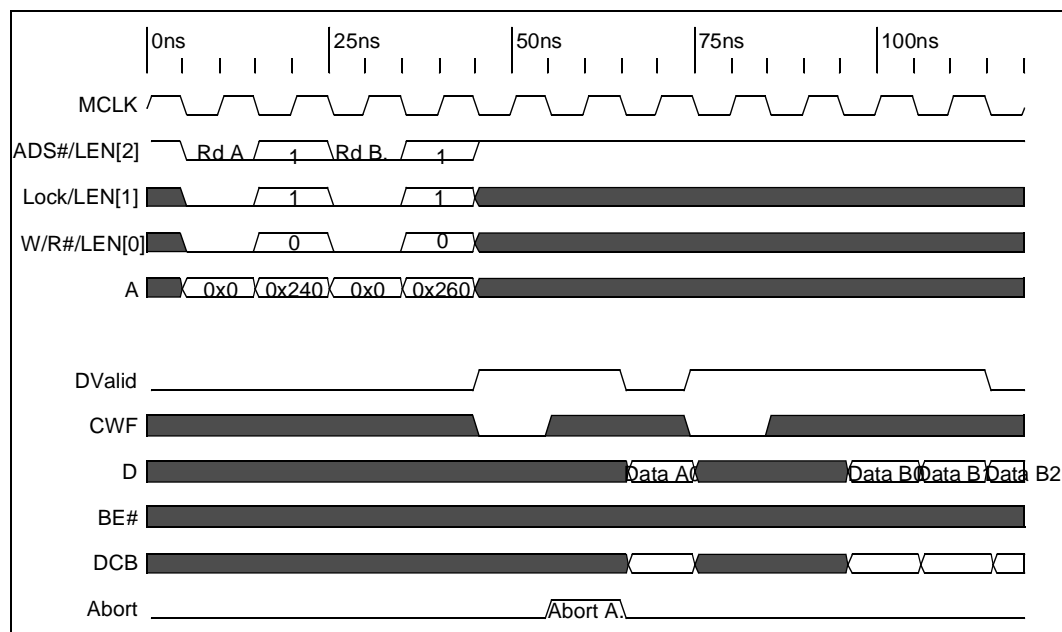 0ns 25ns 50ns 75ns 100ns
MCLK
ADS#/LEN[2] Rd A 1 Rd B. 1
Lock/LEN[1] 1 1
W/R#/LEN[0] 0 0
A 0x0 0x240 0x0 0x260
DValid
CWF
D Data A0 Data B0 Data B1 Data B2
BE#
DCB
Abort Abort A.